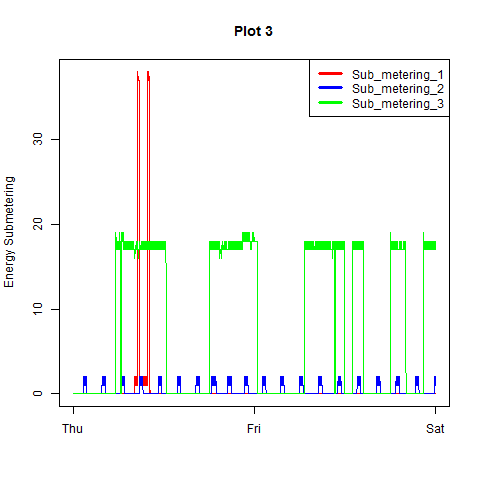 Plot 3
Sub_metering_1
Sub_metering_2
Sub_metering_3
Energy Submetering
30
20
10
0
Thu Fri Sat